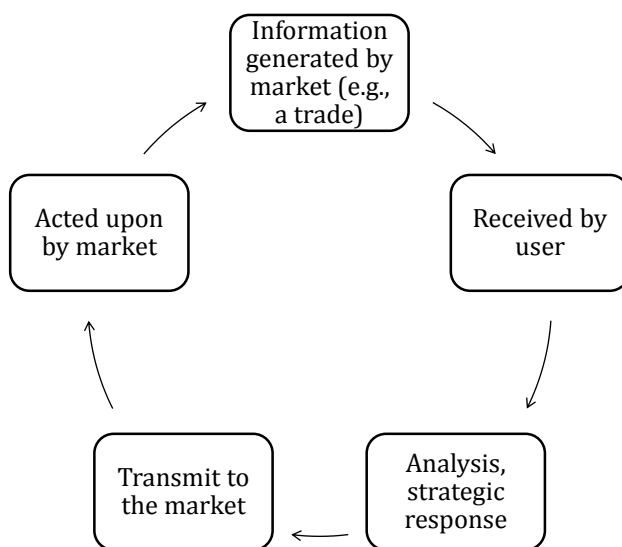 Information
generated by
market (e.g.,
a trade)
Received by
user
Analysis,
strategic
response
Transmit to
the market
Acted upon
by market